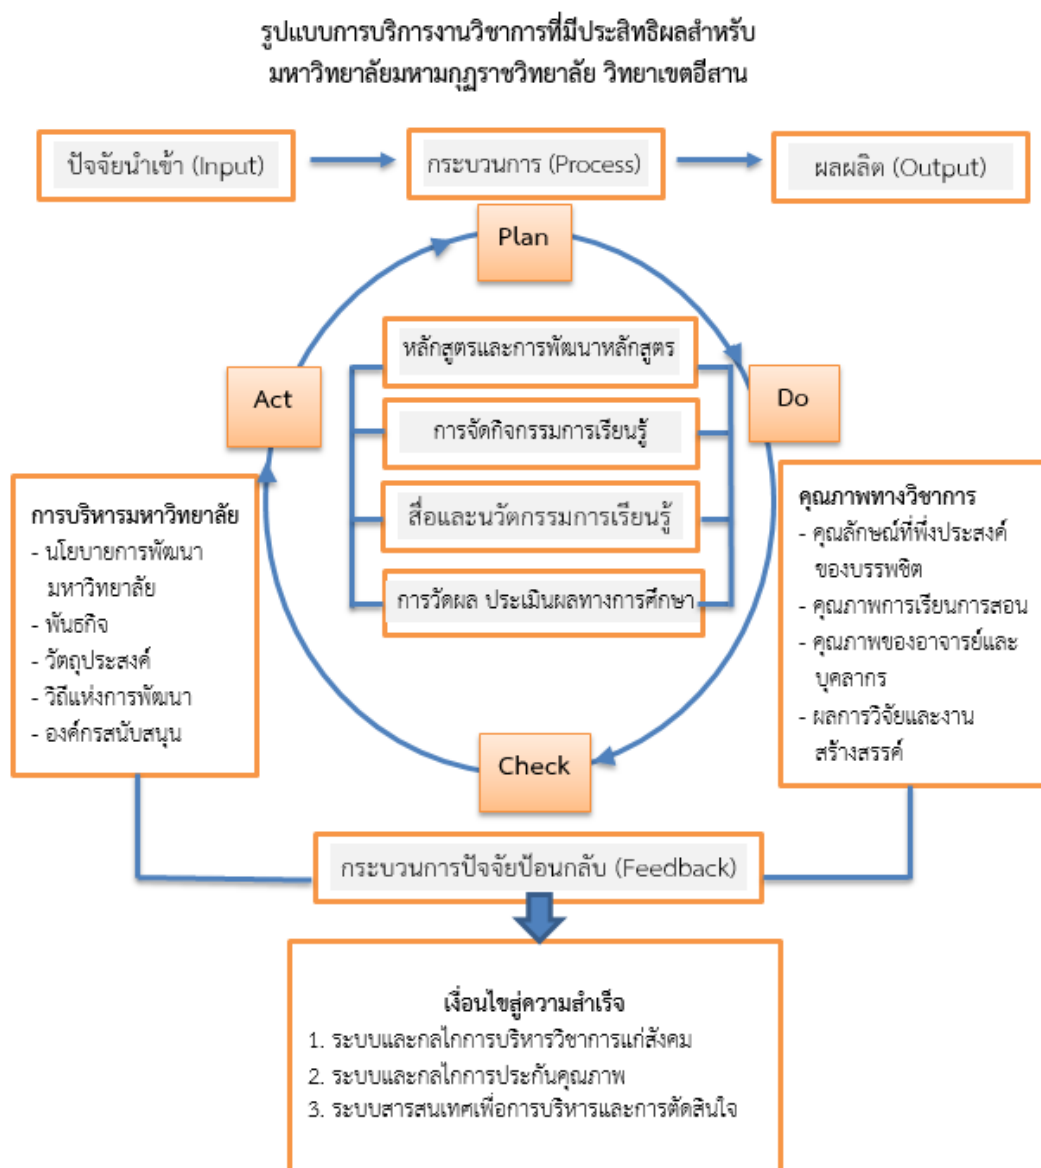 รูปแบบการบริการงานวิชาการที่มีประสิทธิผลสำหรับ
มหาวิทยาลัยมหามกุฏราชวิทยาลัย วิทยาเขตอีสาน
ปัจจัยนำเข้า (Input)
กระบวนการ (Process)
ผลผลิต (Output)
Plan
หลักสูตรและการพัฒนาหลักสูตร
Act
Do
การจัดกิจกรรมการเรียนรู้
สื่อและนวัตกรรมการเรียนรู้
การวัดผล ประเมินผลทางการศึกษา
การบริหารมหาวิทยาลัย
- นโยบายการพัฒนา
มหาวิทยาลัย
- พันธกิจ
- วัตถุประสงค์
- วิถีแห่งการพัฒนา
- องค์กรสนับสนุน
คุณภาพทางวิชาการ
- คุณลักษณ์ที่พึ่งประสงค์
ของบรรพชิต
- คุณภาพการเรียนการสอน
- คุณภาพของอาจารย์และ
บุคลากร
- ผลการวิจัยและงาน
สร้างสรรค์
Check
กระบวนการปัจจัยป้อนกลับ (Feedback)
เงื่อนไขสู่ความสำเร็จ
1. ระบบและกลไกการบริหารวิชาการแก่สังคม
2. ระบบและกลไกการประกันคุณภาพ
3. ระบบสารสนเทศเพื่อการบริหารและการตัดสินใจ